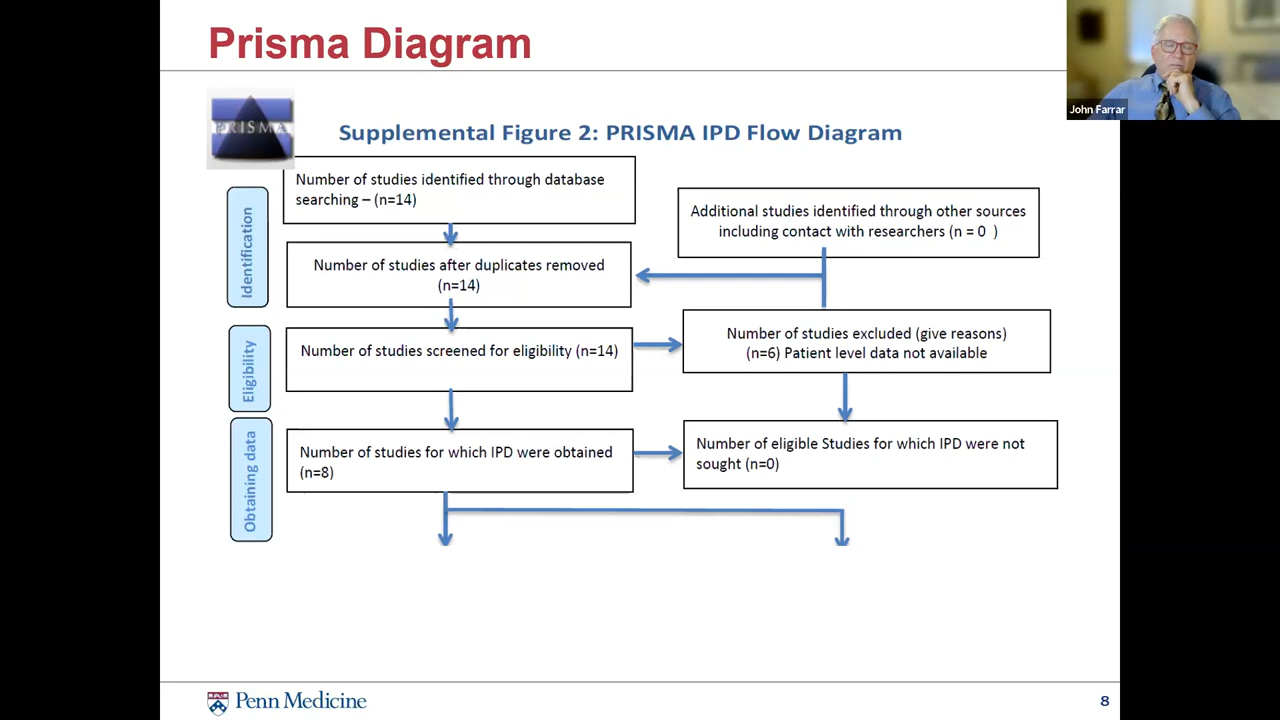 Prisma Diagram
John Farrar
PRISMA
Supplemental Figure 2: PRISMA IPD Flow Diagram
Identification
Number of studies identified through database
searching – (n=14)
Additional studies identified through other sources
including contact with researchers (n = 0 )
Number of studies after duplicates removed
(n=14)
Eligibility
Number of studies screened for eligibility (n=14)
Number of studies excluded (give reasons)
(n=6) Patient level data not available
Obtaining data
Number of studies for which IPD were obtained
(n=8)
Number of eligible Studies for which IPD were not
sought (n=0)
Penn Medicine
8